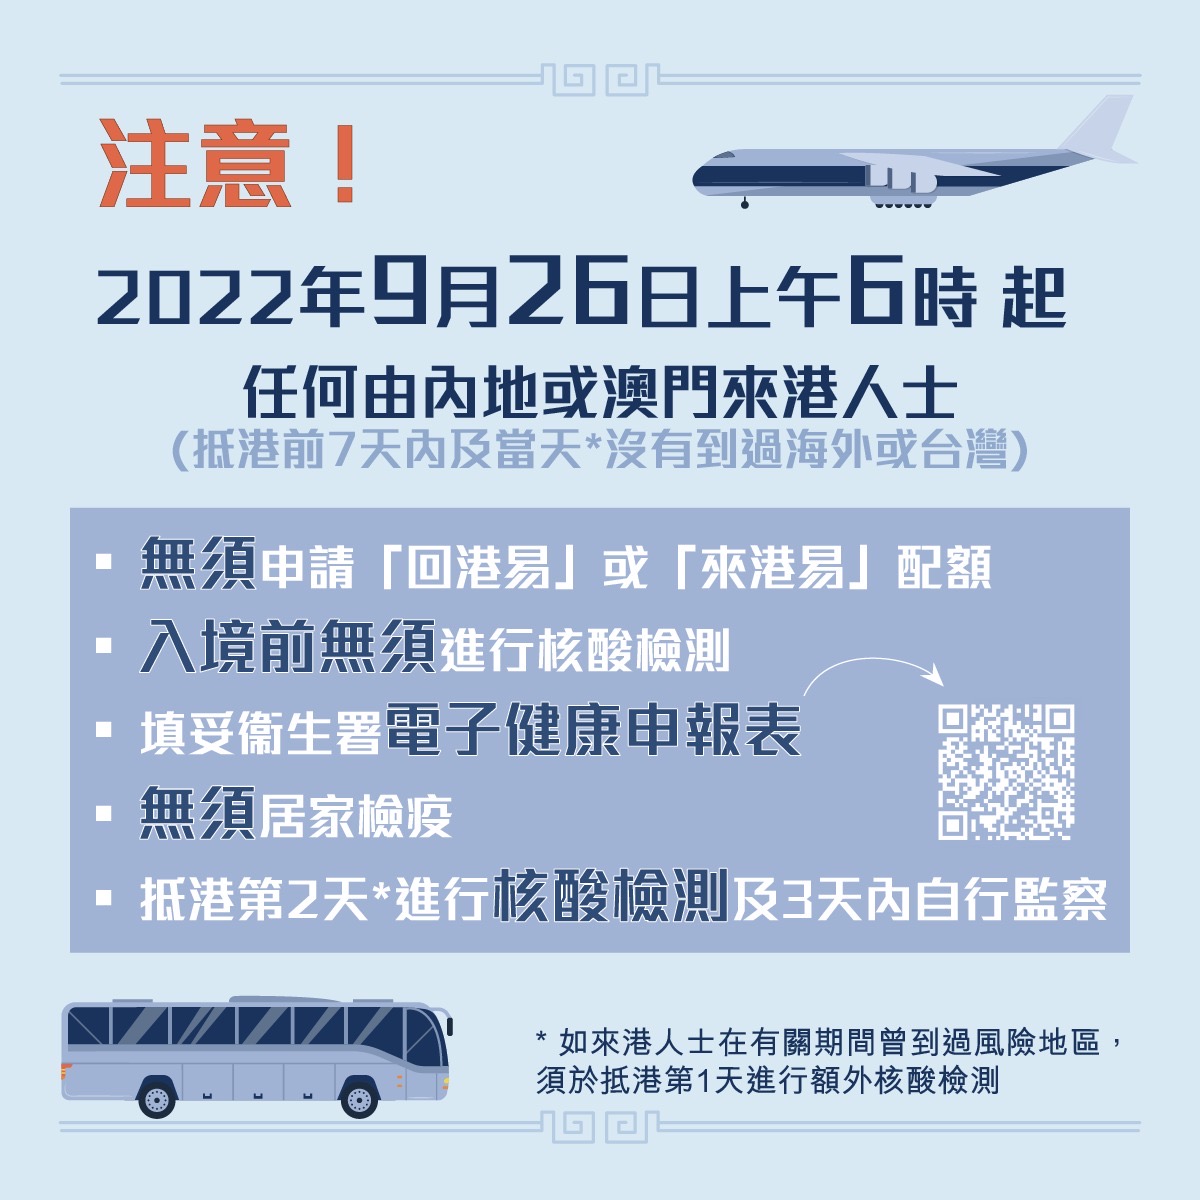 注意！
2022年9月26日上午6時 起
任何由內地或澳門來港人士
(抵港前7天內及當天*沒有到過海外或台灣)
▪ 無須申請「回港易」或「來港易」配額
▪ 入境前無須進行核酸檢測
▪ 填妥衞生署電子健康申報表
▪ 無須居家檢疫
▪ 抵港第2天*進行核酸檢測及3天內自行監察
* 如來港人士在有關期間曾到過風險地區，
須於抵港第1天進行額外核酸檢測